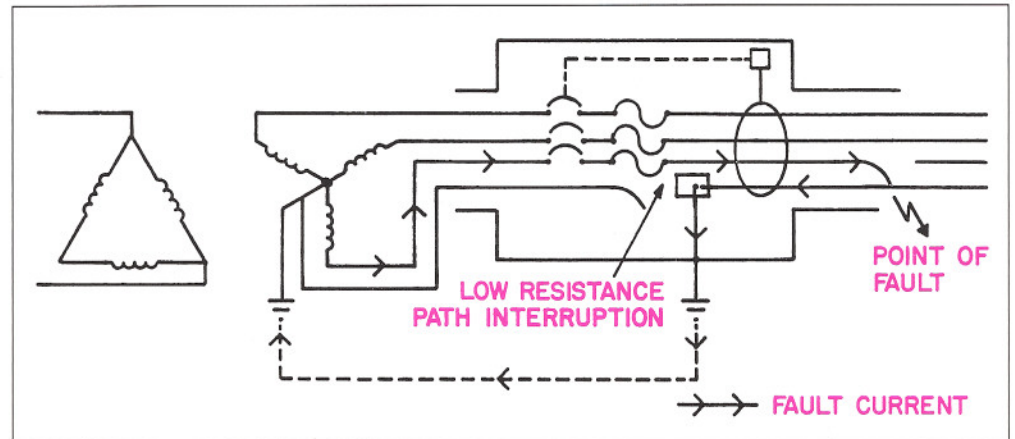 POINT OF
FAULT
LOW RESISTANCE
PATH INTERRUPTION
FAULT CURRENT